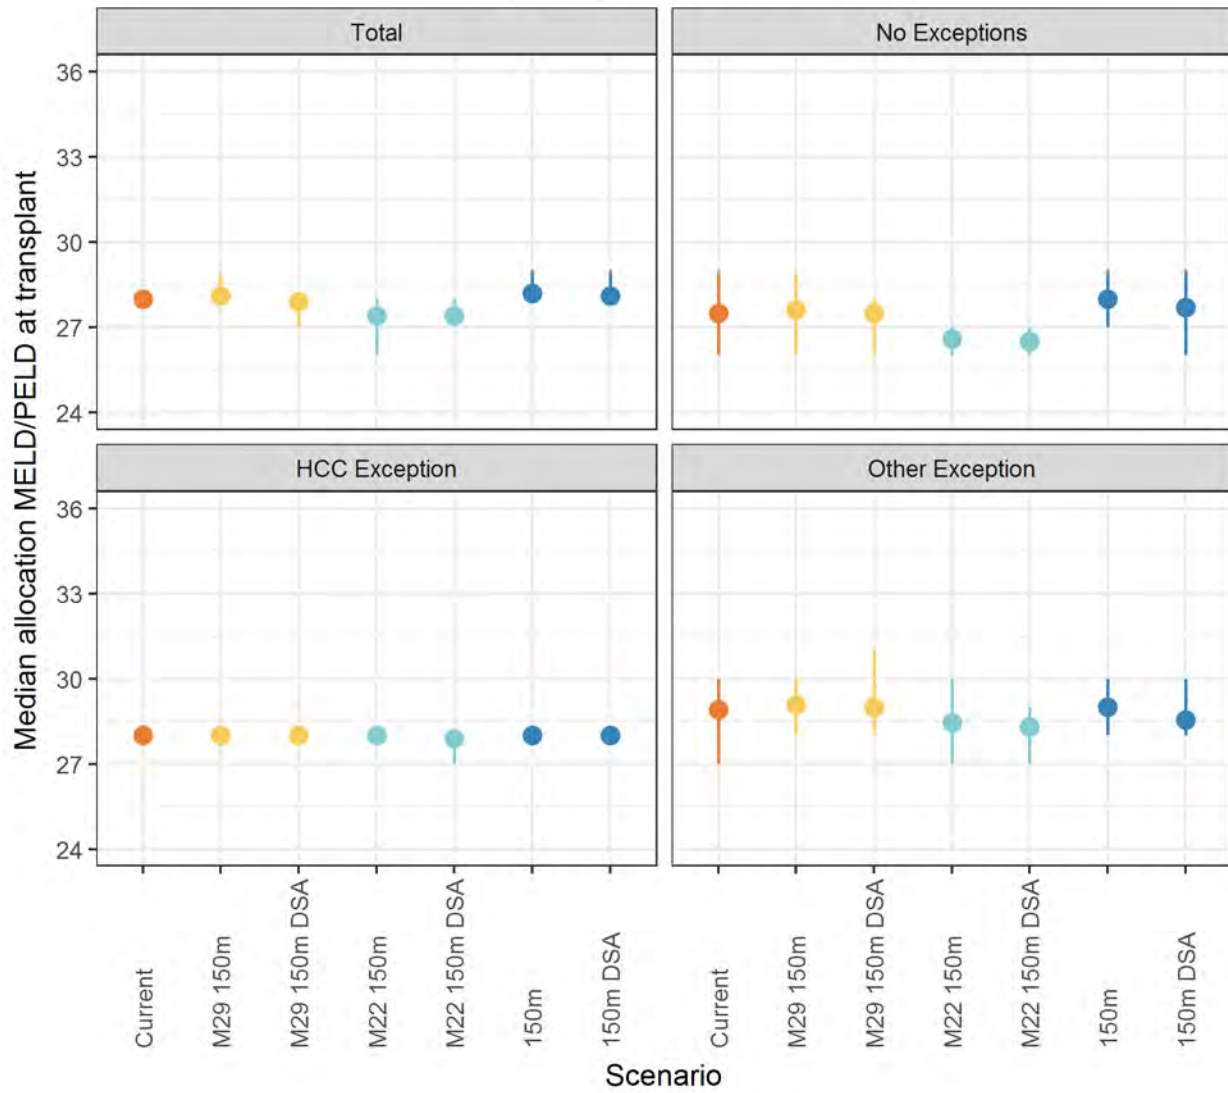 Total
No Exceptions
36
33
30
27
24
HCC Exception
Other Exception
36
33
30
27
24
Median allocation MELD/PELD at transplant
Current
M29 150m
M29 150m DSA
M22 150m
M22 150m DSA
150m
150m DSA
Current
M29 150m
M29 150m DSA
M22 150m
M22 150m DSA
150m
150m DSA
Scenario